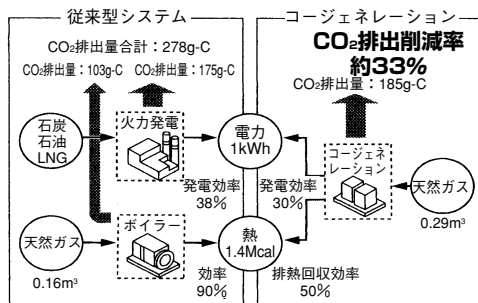 従来型システム
CO₂排出量合計：278g-C
CO₂排出量：103g-C
CO₂排出量：175g-C
石炭
石油
LNG
火力発電
電力
1kWh
発電効率
38%
天然ガス
0.16m³
ボイラー
熱
1.4Mcal
効率
90%
コージェネレーション
CO₂排出削減率
約33%
CO₂排出量：185g-C
コージェネ
レーション
天然ガス
0.29m³
発電効率
30%
排熱回収効率
50%